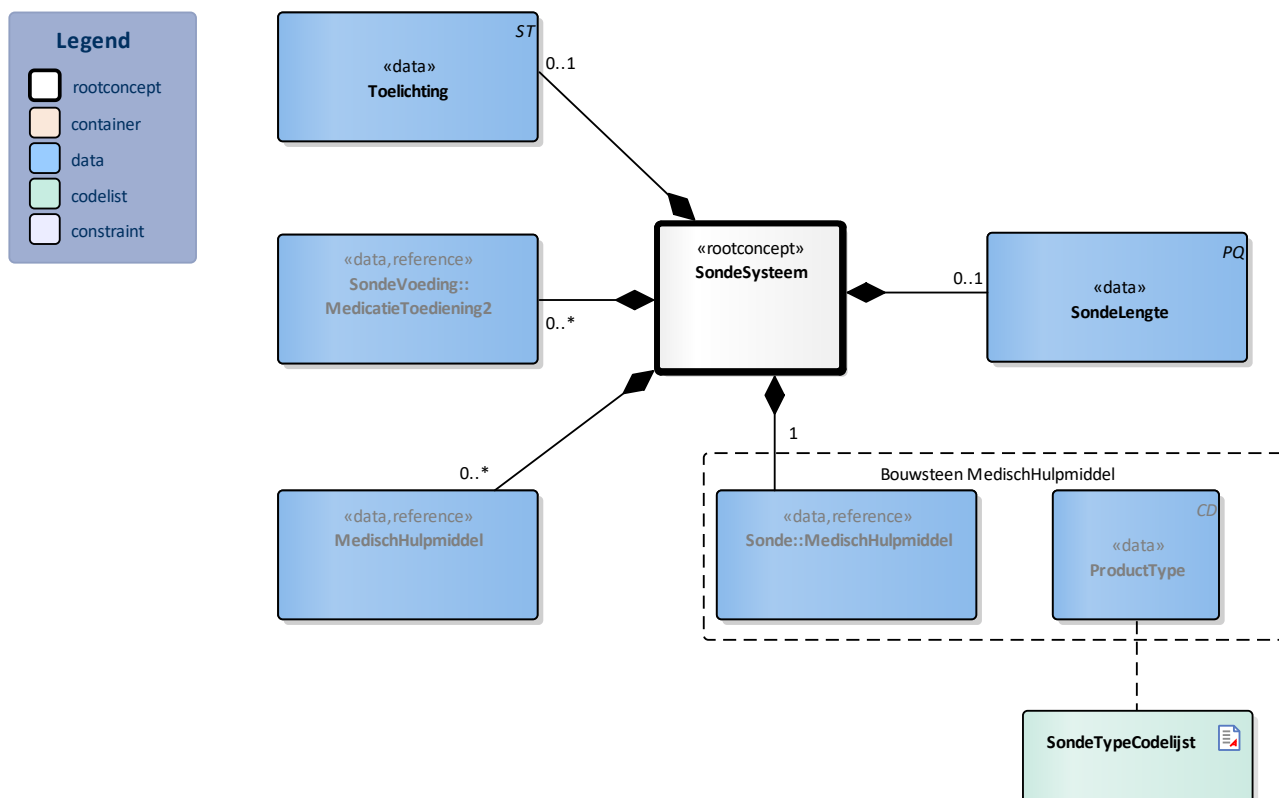 Legend
rootconcept
container
data
codelist
constraint
ST
«data»
Toelichting
0..1
«data,reference»
SondeVoeding::
MedicatieToediening2
0..*
«rootconcept»
SondeSysteem
0..1
PQ
«data»
SondeLengte
0..*
«data,reference»
MedischHulpmiddel
1
Bouwsteen MedischHulpmiddel
«data,reference»
Sonde::MedischHulpmiddel
CD
«data»
ProductType
SondeTypeCodelijst